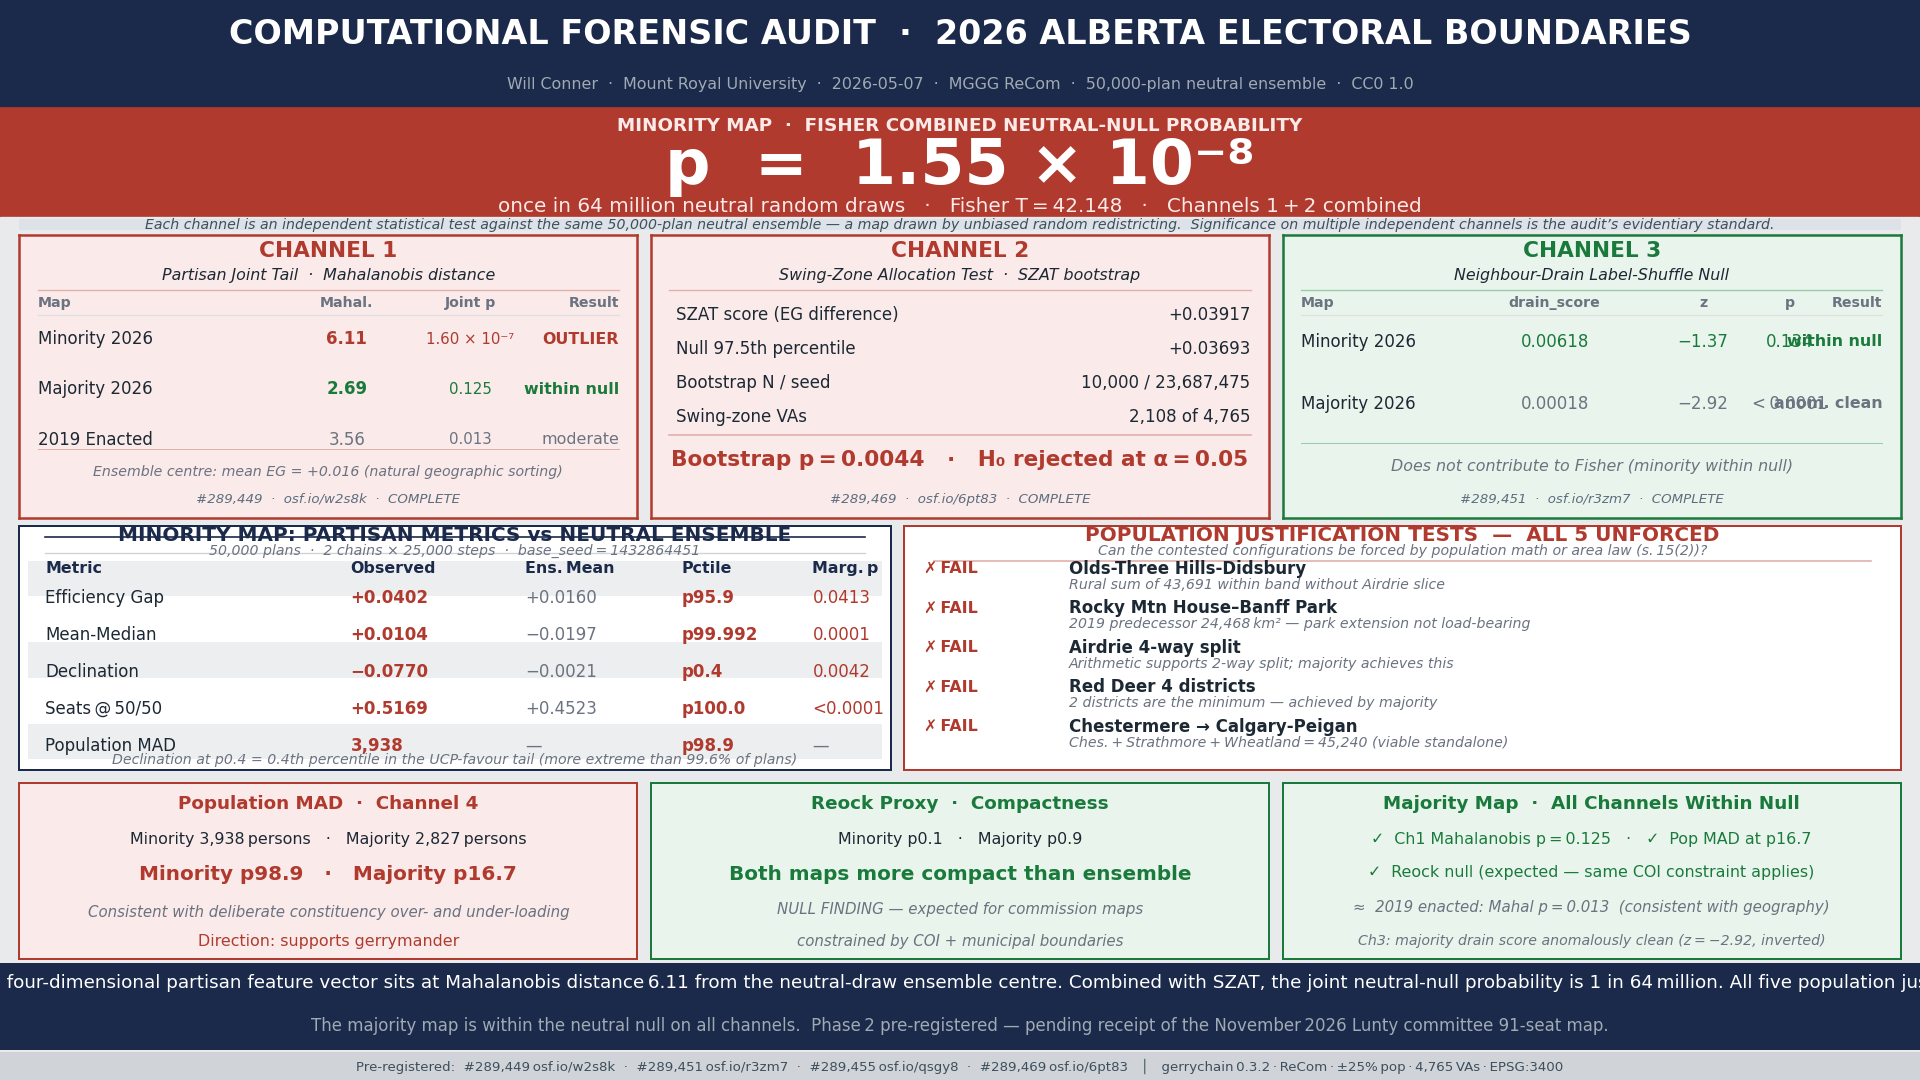 COMPUTATIONAL FORENSIC AUDIT · 2026 ALBERTA ELECTORAL BOUNDARIES
Will Conner · Mount Royal University · 2026-05-07 · MGGG ReCom · 50,000-plan neutral ensemble · CC0 1.0
MINORITY MAP · FISHER COMBINED NEUTRAL-NULL PROBABILITY
p = 1.55 × 10⁻⁸
once in 64 million neutral random draws · Fisher T = 42.148 · Channels 1 + 2 combined
Each channel is an independent statistical test against the same 50,000-plan neutral ensemble — a map drawn by unbiased random redistricting. Significance on multiple independent channels is the audit’s evidentiary standard.
CHANNEL 1
Partisan Joint Tail · Mahalanobis distance
Map Mahal. Joint p Result
Minority 2026 6.11 1.60 × 10⁻⁷ OUTLIER
Majority 2026 2.69 0.125 within null
2019 Enacted 3.56 0.013 moderate
Ensemble centre: mean EG = +0.016 (natural geographic sorting)
#289,449 · osf.io/w2s8k · COMPLETE
CHANNEL 2
Swing-Zone Allocation Test · SZAT bootstrap
SZAT score (EG difference) +0.03917
Null 97.5th percentile +0.03693
Bootstrap N / seed 10,000 / 23,687,475
Swing-zone VAs 2,108 of 4,765
Bootstrap p = 0.0044 · H₀ rejected at α = 0.05
#289,469 · osf.io/6pt83 · COMPLETE
CHANNEL 3
Neighbour-Drain Label-Shuffle Null
Map drain_score z p Result
Minority 2026 0.00618 −1.37 within null
Majority 2026 0.00018 −2.92 < 0.0001 anom. clean
Does not contribute to Fisher (minority within null)
#289,451 · osf.io/r3zm7 · COMPLETE
MINORITY MAP: PARTISAN METRICS vs NEUTRAL ENSEMBLE
50,000 plans · 2 chains × 25,000 steps · base_seed = 1432864451
Metric Observed Ens. Mean Pctile Marg. p
Efficiency Gap +0.0402 +0.0160 p95.9 0.0413
Mean-Median +0.0104 −0.0197 p99.992 0.0001
Declination −0.0770 −0.0021 p0.4 0.0042
Seats @ 50/50 +0.5169 +0.4523 p100.0 <0.0001
Population MAD 3,938 — p98.9 —
Declination at p0.4 = 0.4th percentile in the UCP-favour tail (more extreme than 99.6% of plans)
POPULATION JUSTIFICATION TESTS — ALL 5 UNFORCED
Can the contested configurations be forced by population math or area law (s. 15(2))?
✗ FAIL Olds-Three Hills-Didsbury
Rural sum of 43,691 within band without Airdrie slice
✗ FAIL Rocky Mtn House–Banff Park
2019 predecessor 24,468 km² — park extension not load-bearing
✗ FAIL Airdrie 4-way split
Arithmetic supports 2-way split; majority achieves this
✗ FAIL Red Deer 4 districts
2 districts are the minimum — achieved by majority
✗ FAIL Chestermere → Calgary-Peigan
Ches. + Strathmore + Wheatland = 45,240 (viable standalone)
Population MAD · Channel 4
Minority 3,938 persons · Majority 2,827 persons
Minority p98.9 · Majority p16.7
Consistent with deliberate constituency over- and under-loading
Direction: supports gerrymander
Reock Proxy · Compactness
Minority p0.1 · Majority p0.9
Both maps more compact than ensemble
NULL FINDING — expected for commission maps
constrained by COI + municipal boundaries
Majority Map · All Channels Within Null
✓ Ch1 Mahalanobis p = 0.125 · ✓ Pop MAD at p16.7
✓ Reock null (expected — same COI constraint applies)
≈ 2019 enacted: Mahal p = 0.013 (consistent with geography)
Ch3: majority drain score anomalously clean (z = −2.92, inverted)
four-dimensional partisan feature vector sits at Mahalanobis distance 6.11 from the neutral-draw ensemble centre. Combined with SZAT, the joint neutral-null probability is 1 in 64 million. All five population
The majority map is within the neutral null on all channels. Phase 2 pre-registered — pending receipt of the November 2026 Lunty committee 91-seat map.
Pre-registered: #289,449 osf.io/w2s8k · #289,451 osf.io/r3zm7 · #289,455 osf.io/qsgy8 · #289,469 osf.io/6pt83 | gerrychain 0.3.2 · ReCom · ±25% pop · 4,765 VAs · EPSG:3400